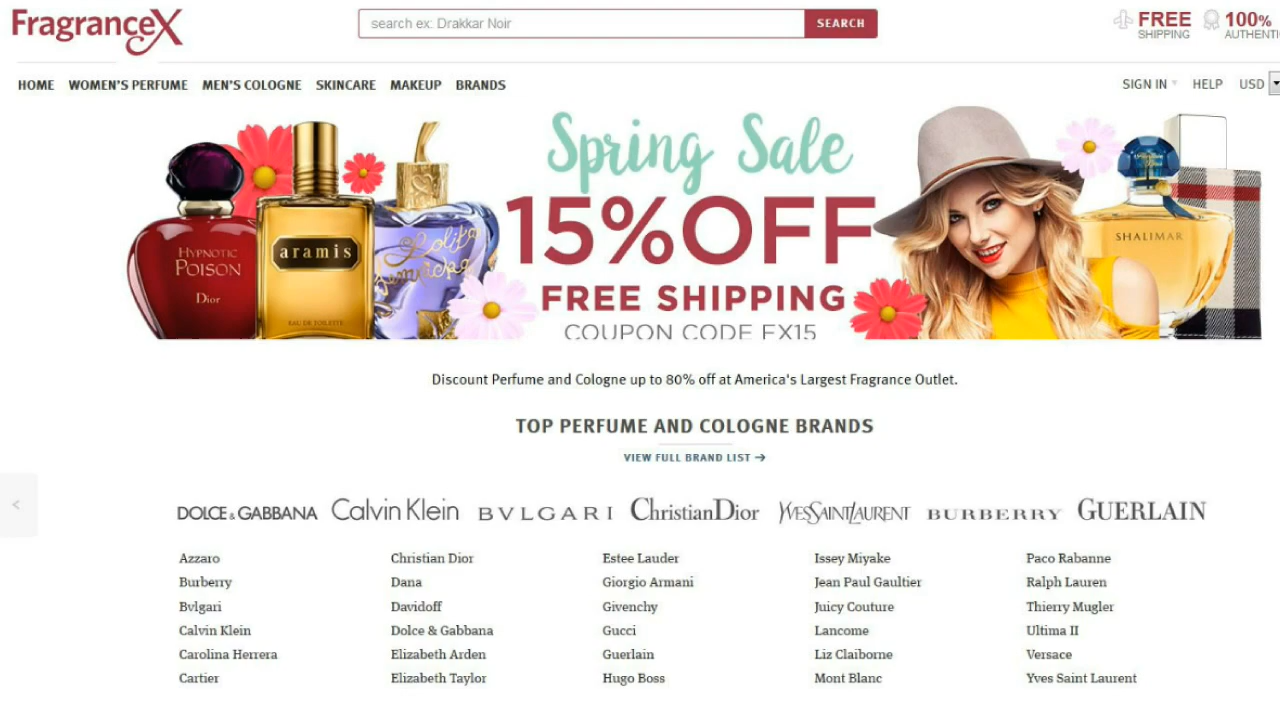 FragranceX
search ex: Drakkar Noir
SEARCH
FREE
SHIPPING
100%
AUTHENTI
HOME WOMEN'S PERFUME MEN'S COLOGNE SKINCARE MAKEUP BRANDS
SIGN IN HELP USD
Spring Sale
15%OFF
FREE SHIPPING
COUPON CODE FX15
HYPNOTIC
POISON
Dior
aramis
EAU DE TOILETTE
Lolita
Lempicka
SHALIMAR
Discount Perfume and Cologne up to 80% off at America's Largest Fragrance Outlet.
TOP PERFUME AND COLOGNE BRANDS
VIEW FULL BRAND LIST →
DOLCE & GABBANA Calvin Klein BVLGARI ChristianDior YVESSAINTLAURENT BURBERRY GUERLAIN
Azzaro Christian Dior Estee Lauder Issey Miyake Paco Rabanne
Burberry Dana Giorgio Armani Jean Paul Gaultier Ralph Lauren
Bvlgari Davidoff Givenchy Juicy Couture Thierry Mugler
Calvin Klein Dolce & Gabbana Gucci Lancome Ultima II
Carolina Herrera Elizabeth Arden Guerlain Liz Claiborne Versace
Cartier Elizabeth Taylor Hugo Boss Mont Blanc Yves Saint Laurent